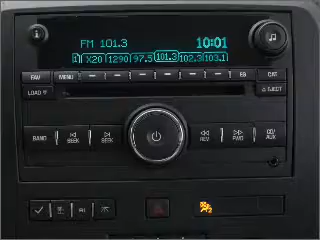 FM 101.3 10:01
1 X20 1290 97.5 101.3 102.3 103.1
FAV MENU EQ CAT
LOAD EJECT
BAND SEEK SEEK REV FWD CD/AUX